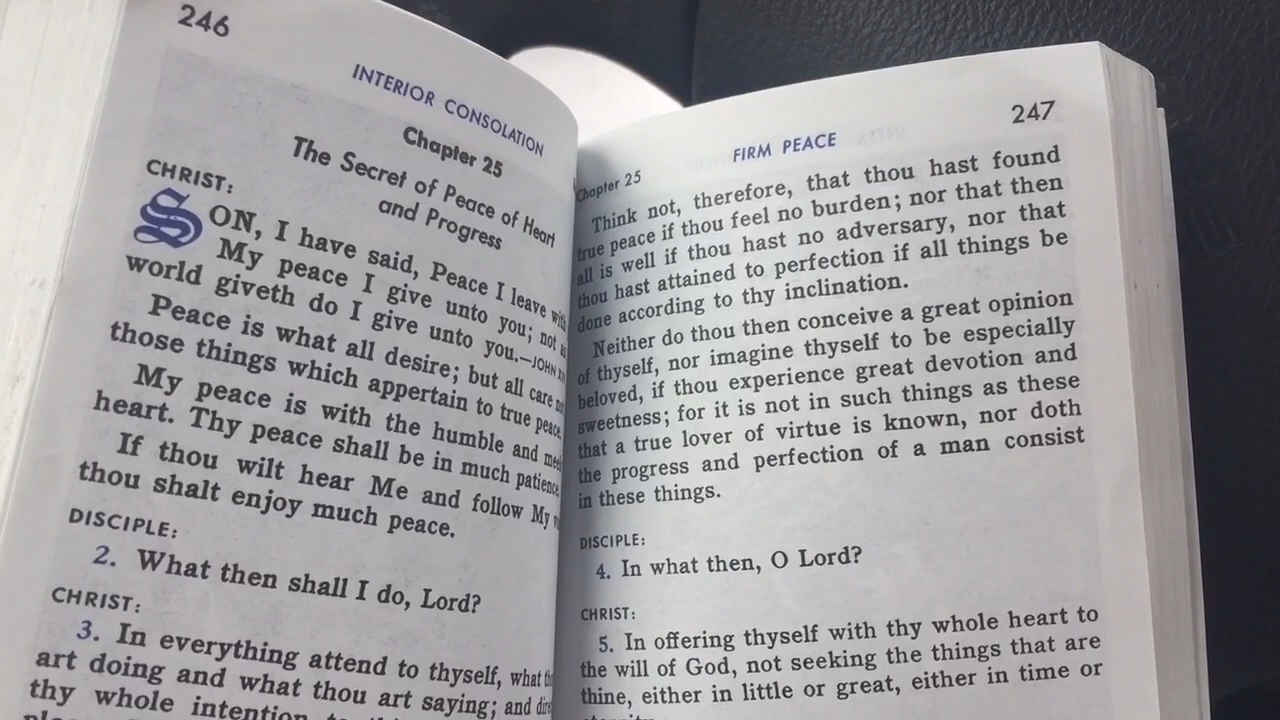 246
INTERIOR CONSOLATION
Chapter 25
The Secret of Peace of Heart
and Progress
CHRIST:
SON, I have said, Peace I leave
My peace I give unto you; not
world giveth do I give unto you.—JOHN
Peace is what all desire; but all care
those things which appertain to true peace.
My peace is with the humble and
heart. Thy peace shall be in much patience.
If thou wilt hear Me and follow My
thou shalt enjoy much peace.
DISCIPLE:
2. What then shall I do, Lord?
CHRIST:
3. In everything attend to thyself, what
art doing and what thou art saying; and
thy whole intention
247
FIRM PEACE
Chapter 25
Think not, therefore, that thou hast found
true peace if thou feel no burden; nor that then
all is well if thou hast no adversary, nor that
thou hast attained to perfection if all things be
done according to thy inclination.
Neither do thou then conceive a great opinion
of thyself, nor imagine thyself to be especially
beloved, if thou experience great devotion and
sweetness; for it is not in such things as these
that a true lover of virtue is known, nor doth
the progress and perfection of a man consist
in these things.
DISCIPLE:
4. In what then, O Lord?
CHRIST:
5. In offering thyself with thy whole heart to
the will of God, not seeking the things that are
thine, either in little or great, either in time or